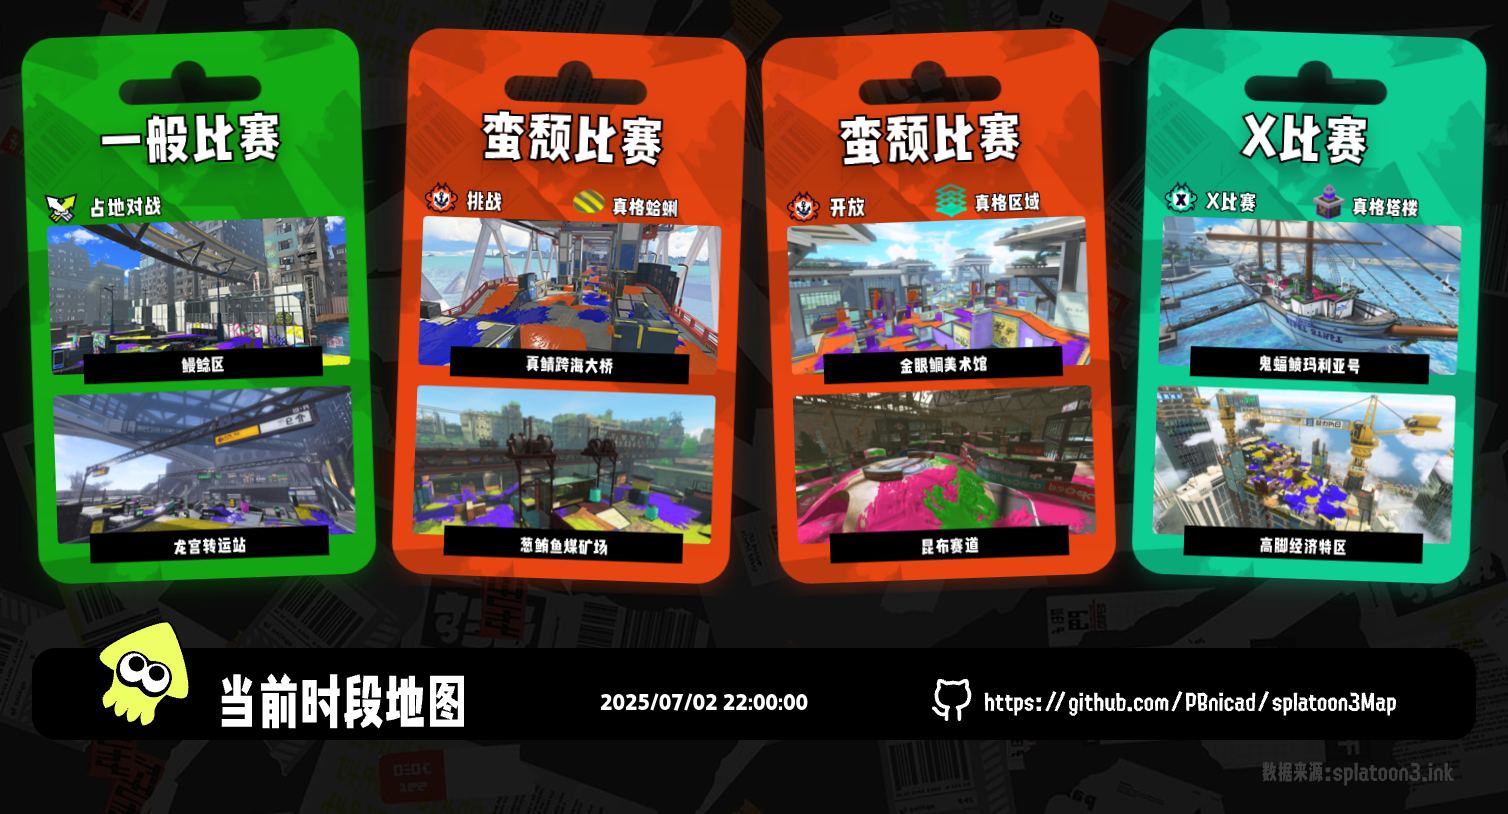 一般比赛
占地对战
鳗鲶区
龙宫转运站
蛮颓比赛
挑战
真格蛤蜊
真鲭跨海大桥
葱鲔鱼煤矿场
蛮颓比赛
开放
真格区域
金眼鲷美术馆
昆布赛道
X比赛
X比赛
真格塔楼
鬼蝠鲼玛利亚号
高脚经济特区
当前时段地图
2025/07/02 22:00:00
https://github.com/PBnicad/splatoon3Map
数据来源:splatoon3.ink